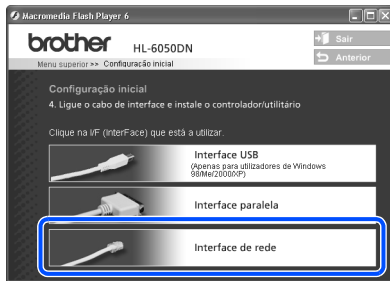 Macromedia Flash Player 6
brother
HL-6050DN
Sair
Anterior
Menu superior >> Configuração inicial
Configuração inicial
4. Ligue o cabo de interface e instale o controlador/utilitário
Clique na I/F (InterFace) que está a utilizar.
Interface USB
(Apenas para utilizadores de Windows
98/Me/2000/XP)
Interface paralela
Interface de rede